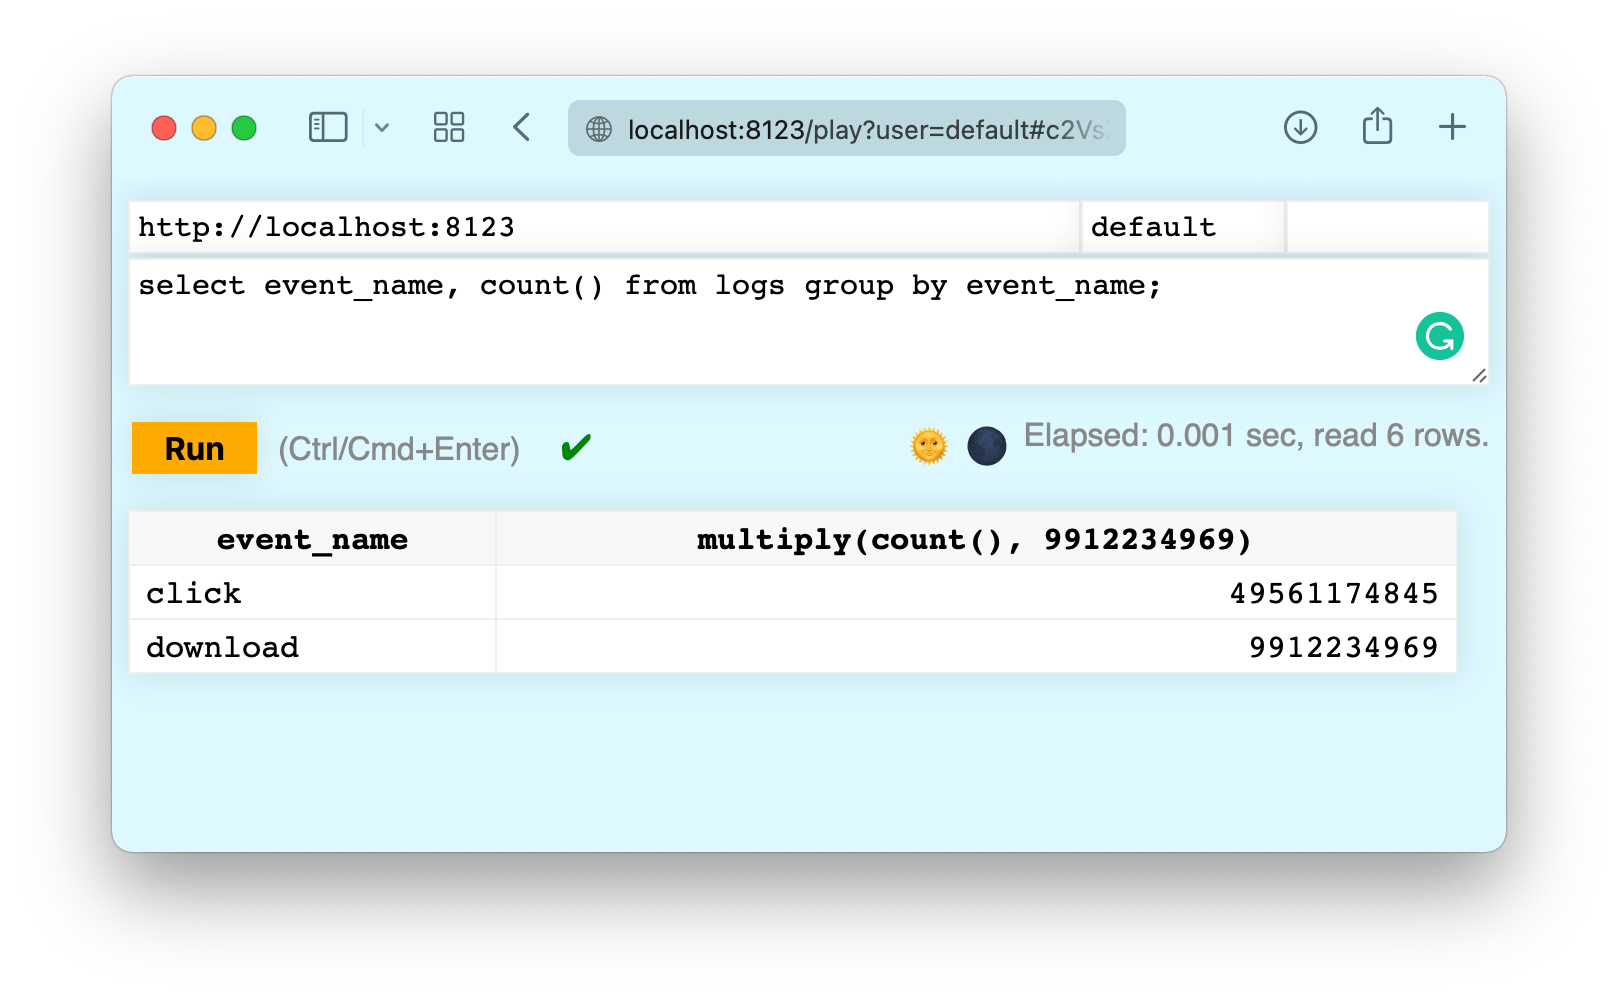 localhost:8123/play?user=default#c2Vs
http://localhost:8123 default
select event_name, count() from logs group by event_name;
Run (Ctrl/Cmd+Enter) ✔ Elapsed: 0.001 sec, read 6 rows.
event_name multiply(count(), 9912234969)
click 49561174845
download 9912234969